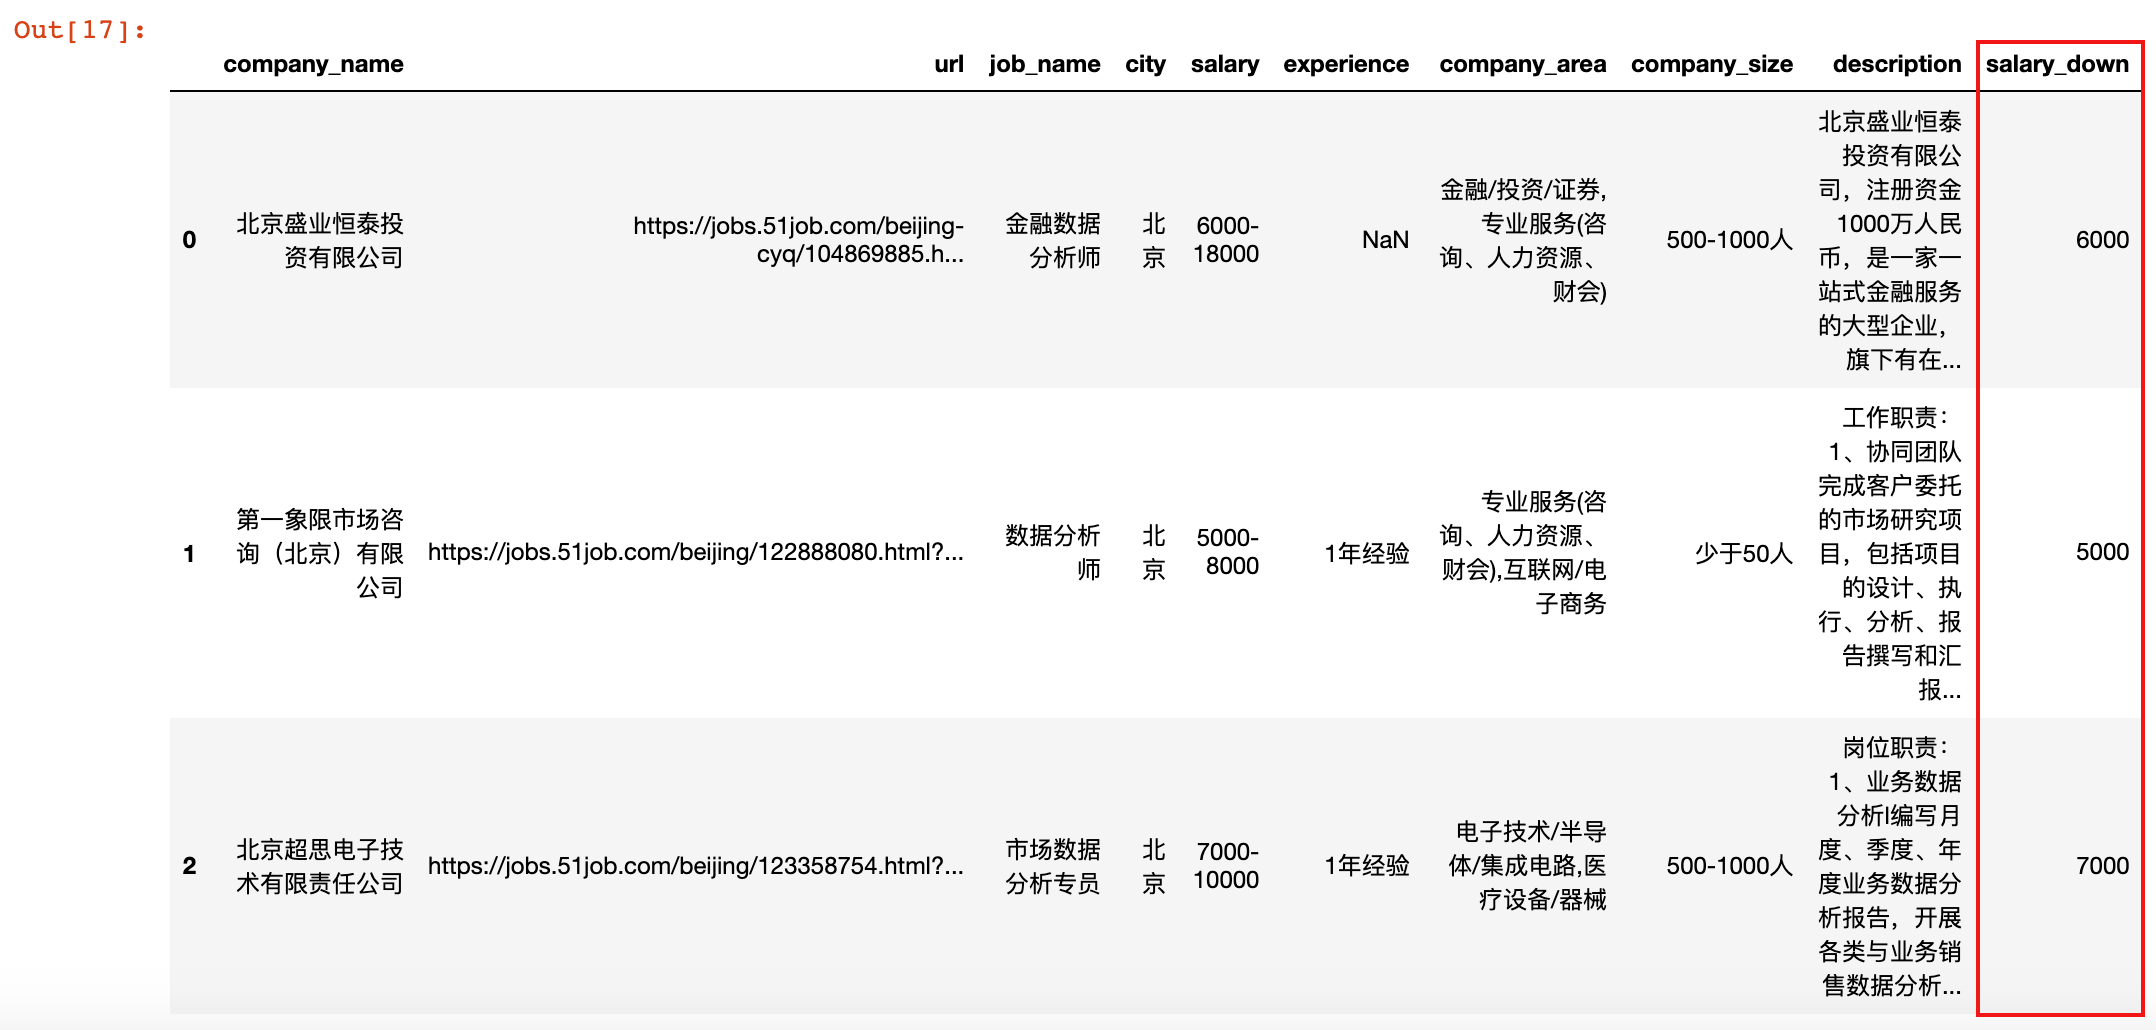 Out[17]:
company_name url job_name city salary experience company_area company_size description salary_down
0
北京盛业恒泰投
资有限公司
https://jobs.51job.com/beijing-
cyq/104869885.h...
金融数据
分析师
北
京
6000-
18000
NaN
金融/投资/证券,
专业服务(咨
询、人力资源、
财会)
500-1000人
北京盛业恒泰
投资有限公
司，注册资金
1000万人民
币，是一家一
站式金融服务
的大型企业，
旗下有在...
6000
1
第一象限市场咨
询（北京）有限
公司
https://jobs.51job.com/beijing/122888080.html?...
数据分析
师
北
京
5000-
8000
1年经验
专业服务(咨
询、人力资源、
财会),互联网/电
子商务
少于50人
工作职责：
1、协同团队
完成客户委托
的市场研究项
目，包括项目
的设计、执
行、分析、报
告撰写和汇
报...
5000
2
北京超思电子技
术有限责任公司
https://jobs.51job.com/beijing/123358754.html?...
市场数据
分析专员
北
京
7000-
10000
1年经验
电子技术/半导
体/集成电路,医
疗设备/器械
500-1000人
岗位职责：
1、业务数据
分析l编写月
度、季度、年
度业务数据分
析报告，开展
各类与业务销
售数据分析...
7000